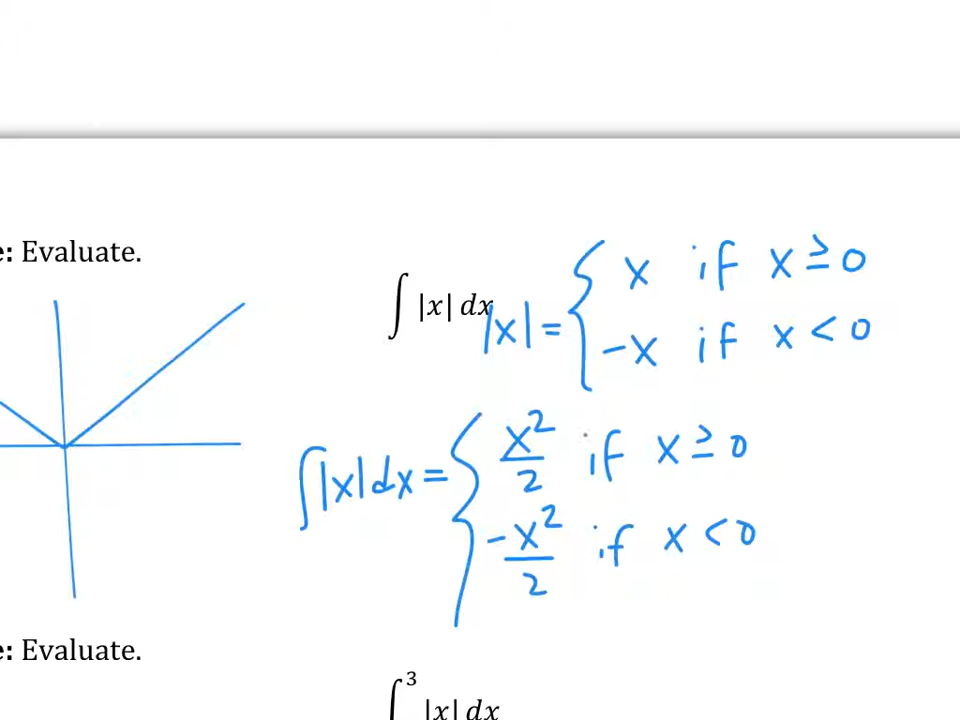 e: Evaluate.
∫ |x| dx
|x| = { x if x ≥ 0
-x if x < 0
∫|x|dx = { x²/2 if x ≥ 0
-x²/2 if x < 0
e: Evaluate.
∫³ |x| dx